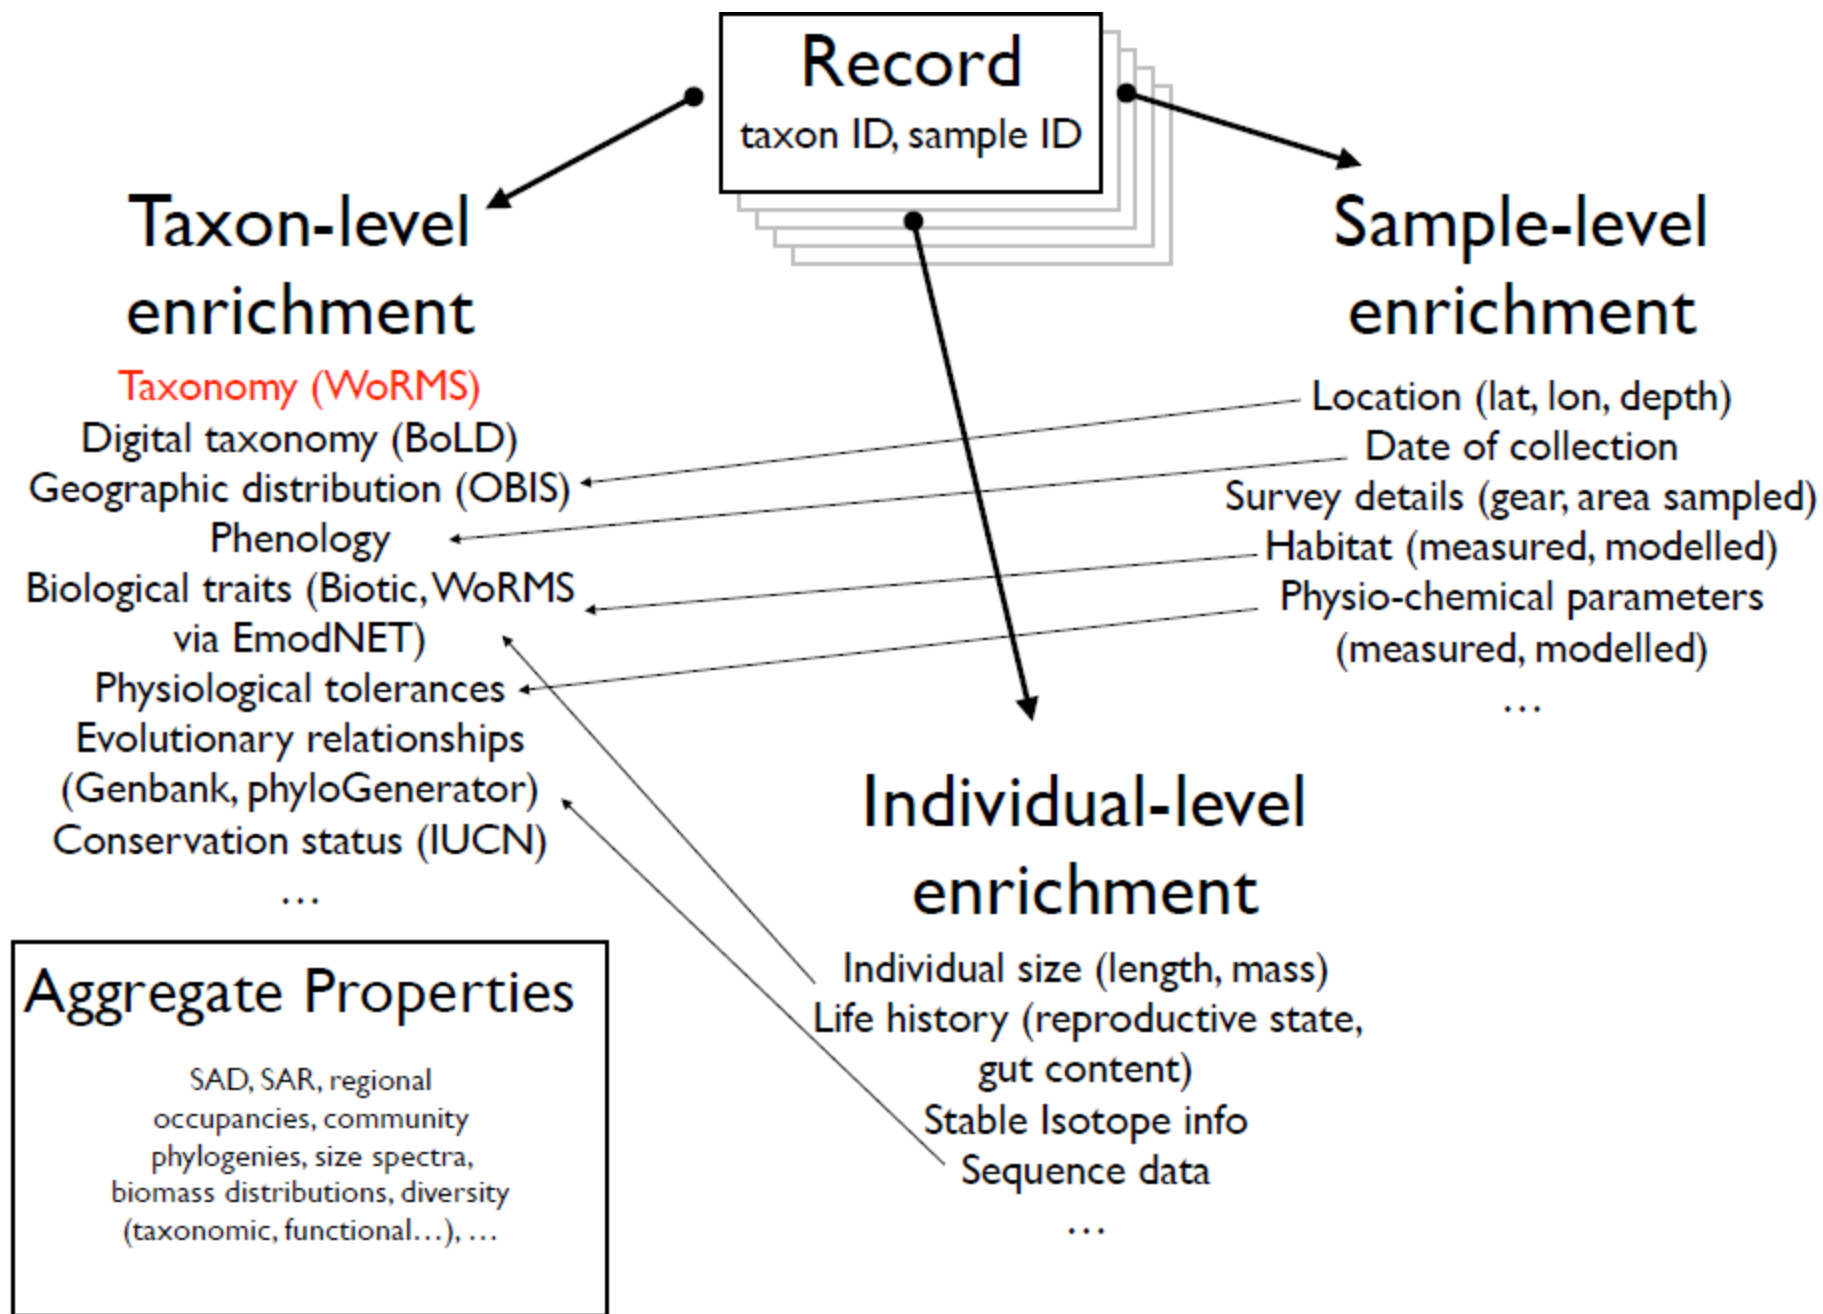 Record
taxon ID, sample ID
Taxon-level
enrichment
Taxonomy (WoRMS)
Digital taxonomy (BoLD)
Geographic distribution (OBIS)
Phenology
Biological traits (Biotic, WoRMS
via EmodNET)
Physiological tolerances
Evolutionary relationships
(Genbank, phyloGenerator)
Conservation status (IUCN)
…
Sample-level
enrichment
Location (lat, lon, depth)
Date of collection
Survey details (gear, area sampled)
Habitat (measured, modelled)
Physio-chemical parameters
(measured, modelled)
…
Individual-level
enrichment
Individual size (length, mass)
Life history (reproductive state,
gut content)
Stable Isotope info
Sequence data
…
Aggregate Properties
SAD, SAR, regional
occupancies, community
phylogenies, size spectra,
biomass distributions, diversity
(taxonomic, functional…), …